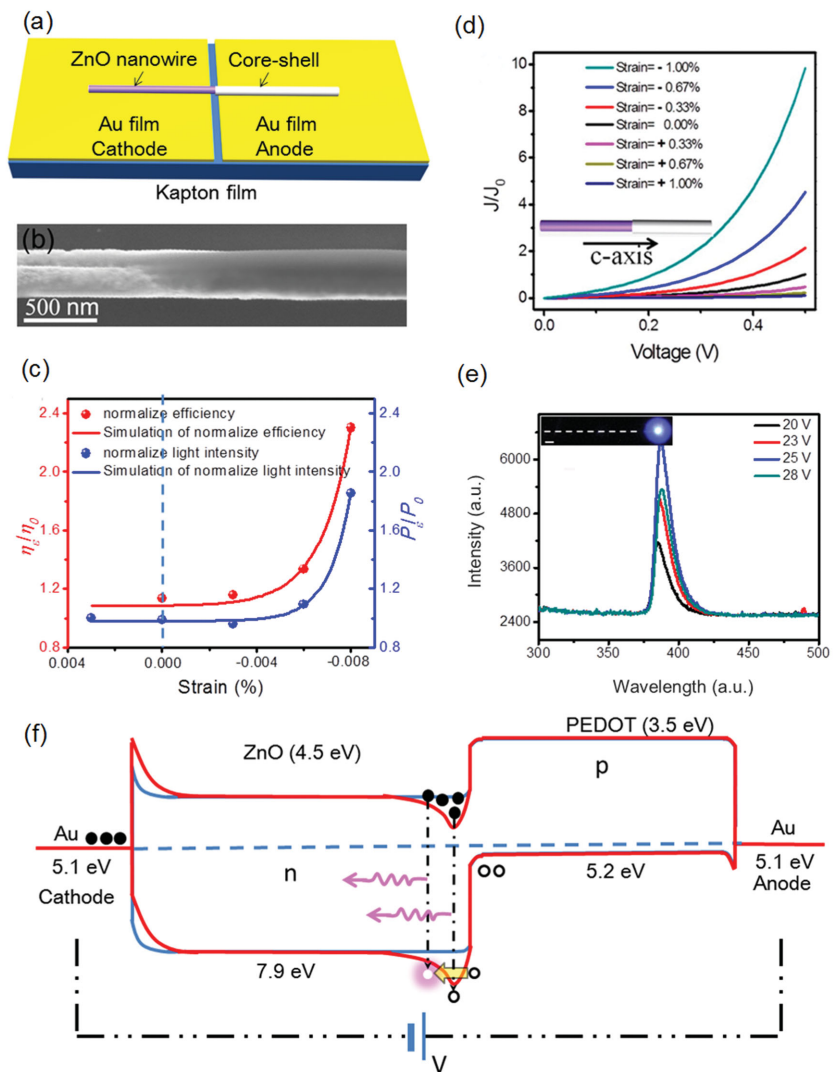 (a)
ZnO nanowire
Core-shell
Au film
Cathode
Au film
Anode
Kapton film
(b)
500 nm
(c)
normalize efficiency
Simulation of normalize efficiency
normalize light intensity
Simulation of normalize light intensity
2.4
2.0
1.6
1.2
0.8
ηε/η0
2.4
2.0
1.6
1.2
0.8
Pε/P0
0.004
0.000
-0.004
-0.008
Strain (%)
(d)
Strain= - 1.00%
Strain= - 0.67%
Strain= - 0.33%
Strain= 0.00%
Strain= + 0.33%
Strain= + 0.67%
Strain= + 1.00%
10
8
6
4
2
0
J/J0
c-axis
0.0
0.2
0.4
Voltage (V)
(e)
20 V
23 V
25 V
28 V
6000
4800
3600
2400
Intensity (a.u.)
300
350
400
450
500
Wavelength (a.u.)
(f)
ZnO (4.5 eV)
PEDOT (3.5 eV)
p
Au
5.1 eV
Cathode
n
5.2 eV
Au
5.1 eV
Anode
7.9 eV
V